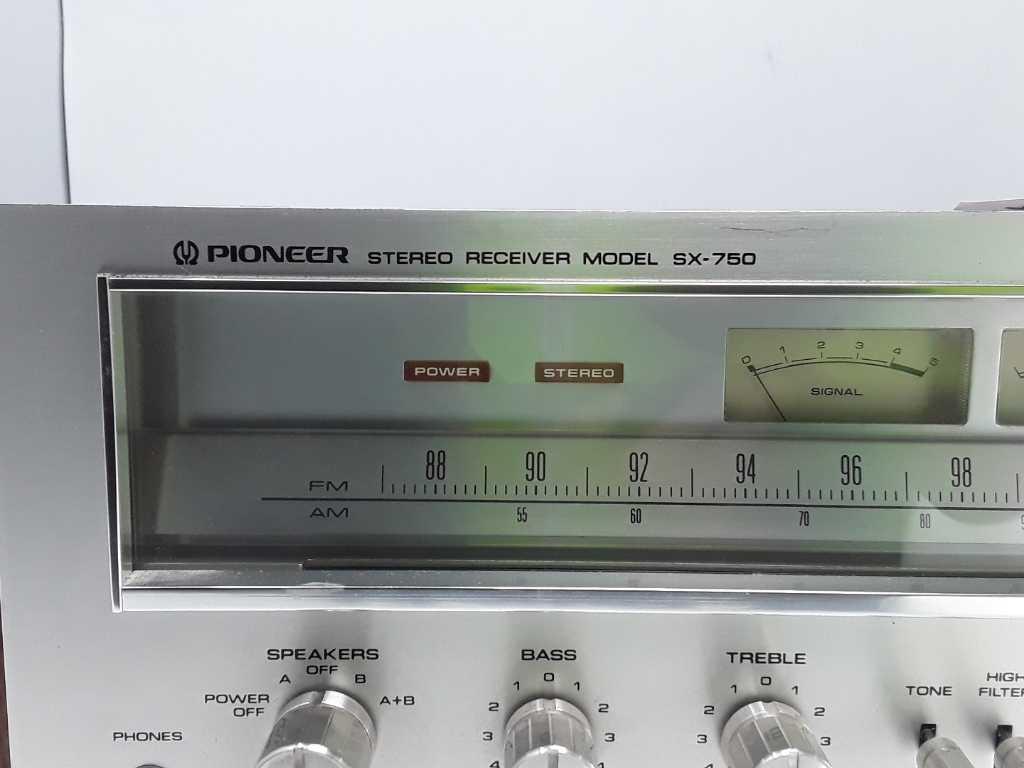 PIONEER STEREO RECEIVER MODEL SX-750
POWER STEREO
0 1 2 3 4 5
SIGNAL
FM 88 90 92 94 96 98
AM 55 60 70 80
SPEAKERS BASS TREBLE
POWER OFF A OFF B A+B
1 0 1
2 2
3 3
4
1 0 1
2 2
3 3
TONE
HIGH
FILTER
PHONES